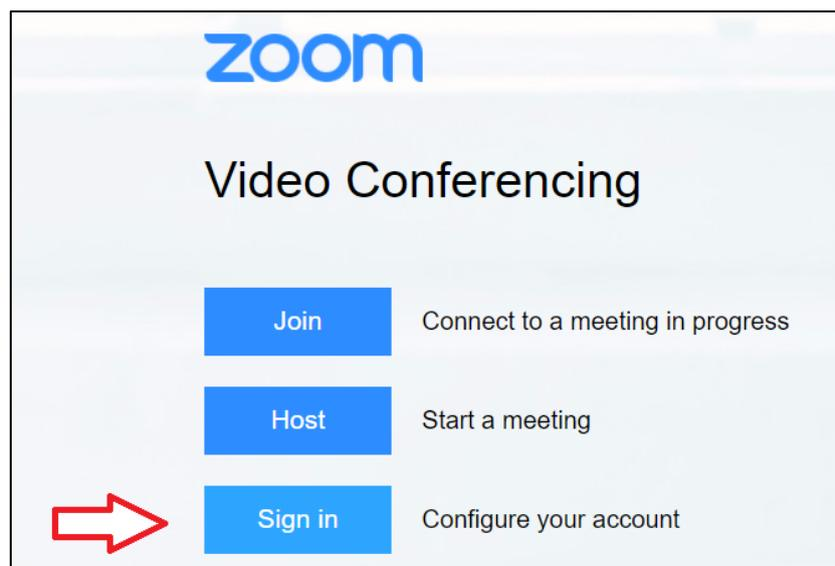 zoom
Video Conferencing
Join Connect to a meeting in progress
Host Start a meeting
Sign in Configure your account